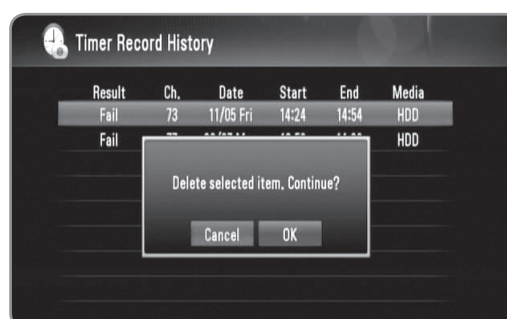 Timer Record History
Result Ch. Date Start End Media
Fail 73 11/05 Fri 14:24 14:54 HDD
Fail HDD
Delete selected item. Continue?
Cancel OK